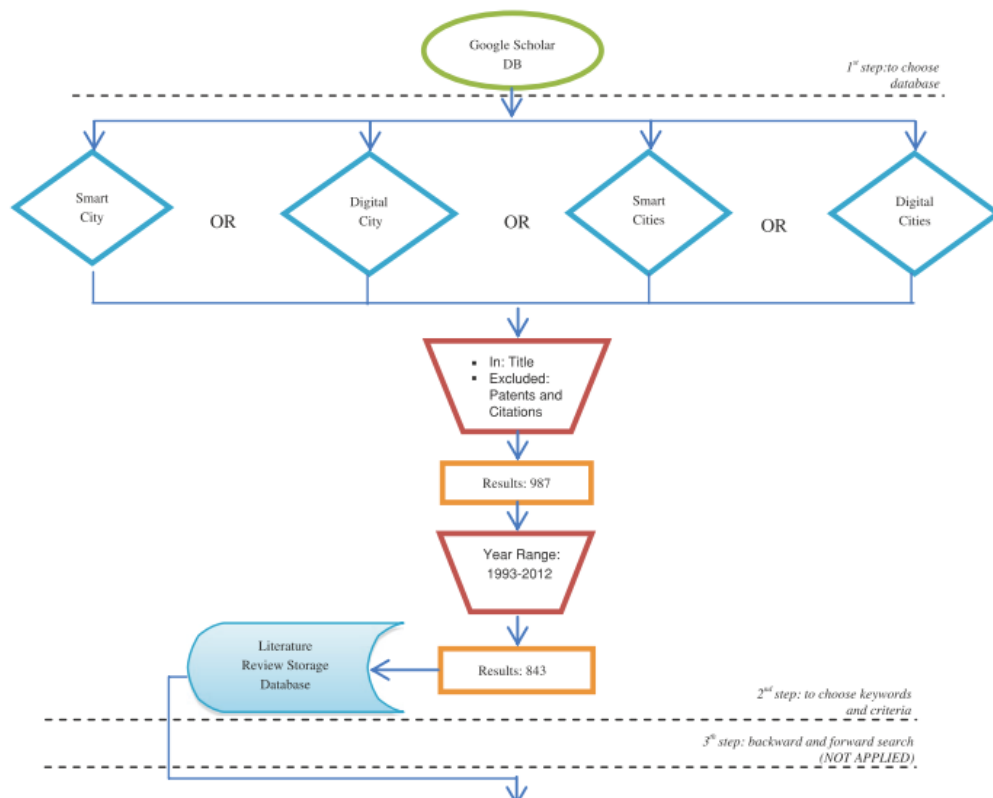 Google Scholar
DB
1st step:to choose
database
Smart
City
OR
Digital
City
OR
Smart
Cities
OR
Digital
Cities
▪ In: Title
▪ Excluded:
Patents and
Citations
Results: 987
Year Range:
1993-2012
Literature
Review Storage
Database
Results: 843
2nd step: to choose keywords
and criteria
3rd step: backward and forward search
(NOT APPLIED)